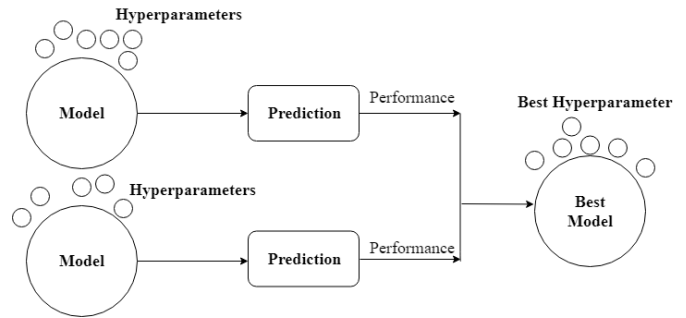 Hyperparameters
Model
Prediction
Performance
Best Hyperparameter
Hyperparameters
Best
Model
Model
Prediction
Performance